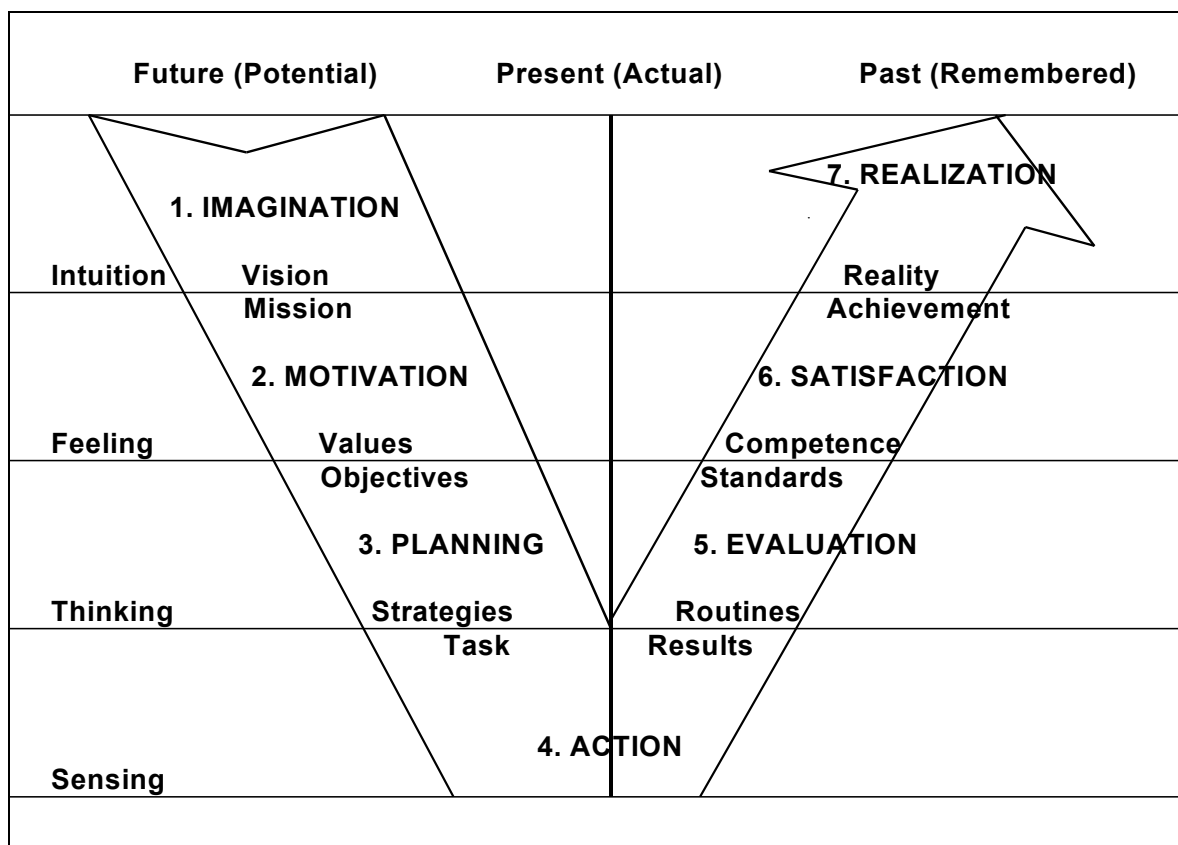 Future (Potential) Present (Actual) Past (Remembered)
7. REALIZATION
1. IMAGINATION
Intuition Vision Reality
Mission Achievement
2. MOTIVATION 6. SATISFACTION
Feeling Values Competence
Objectives Standards
3. PLANNING 5. EVALUATION
Thinking Strategies Routines
Task Results
4. ACTION
Sensing